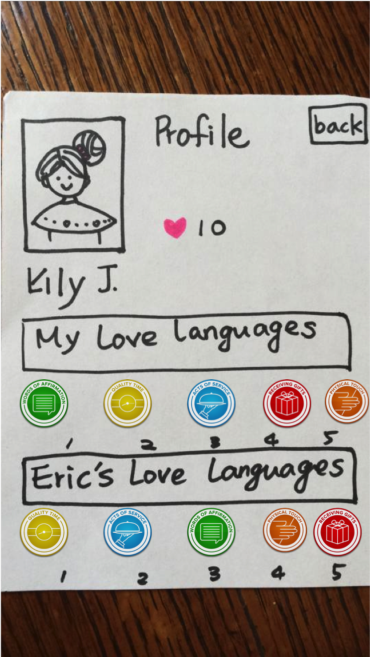 Profile
back
10
Kily J.
My Love Languages
WORDS OF AFFIRMATION
QUALITY TIME
ACTS OF SERVICE
RECEIVING GIFTS
PHYSICAL TOUCH
1 2 3 4 5
Eric's Love Languages
QUALITY TIME
ACTS OF SERVICE
WORDS OF AFFIRMATION
PHYSICAL TOUCH
RECEIVING GIFTS
1 2 3 4 5